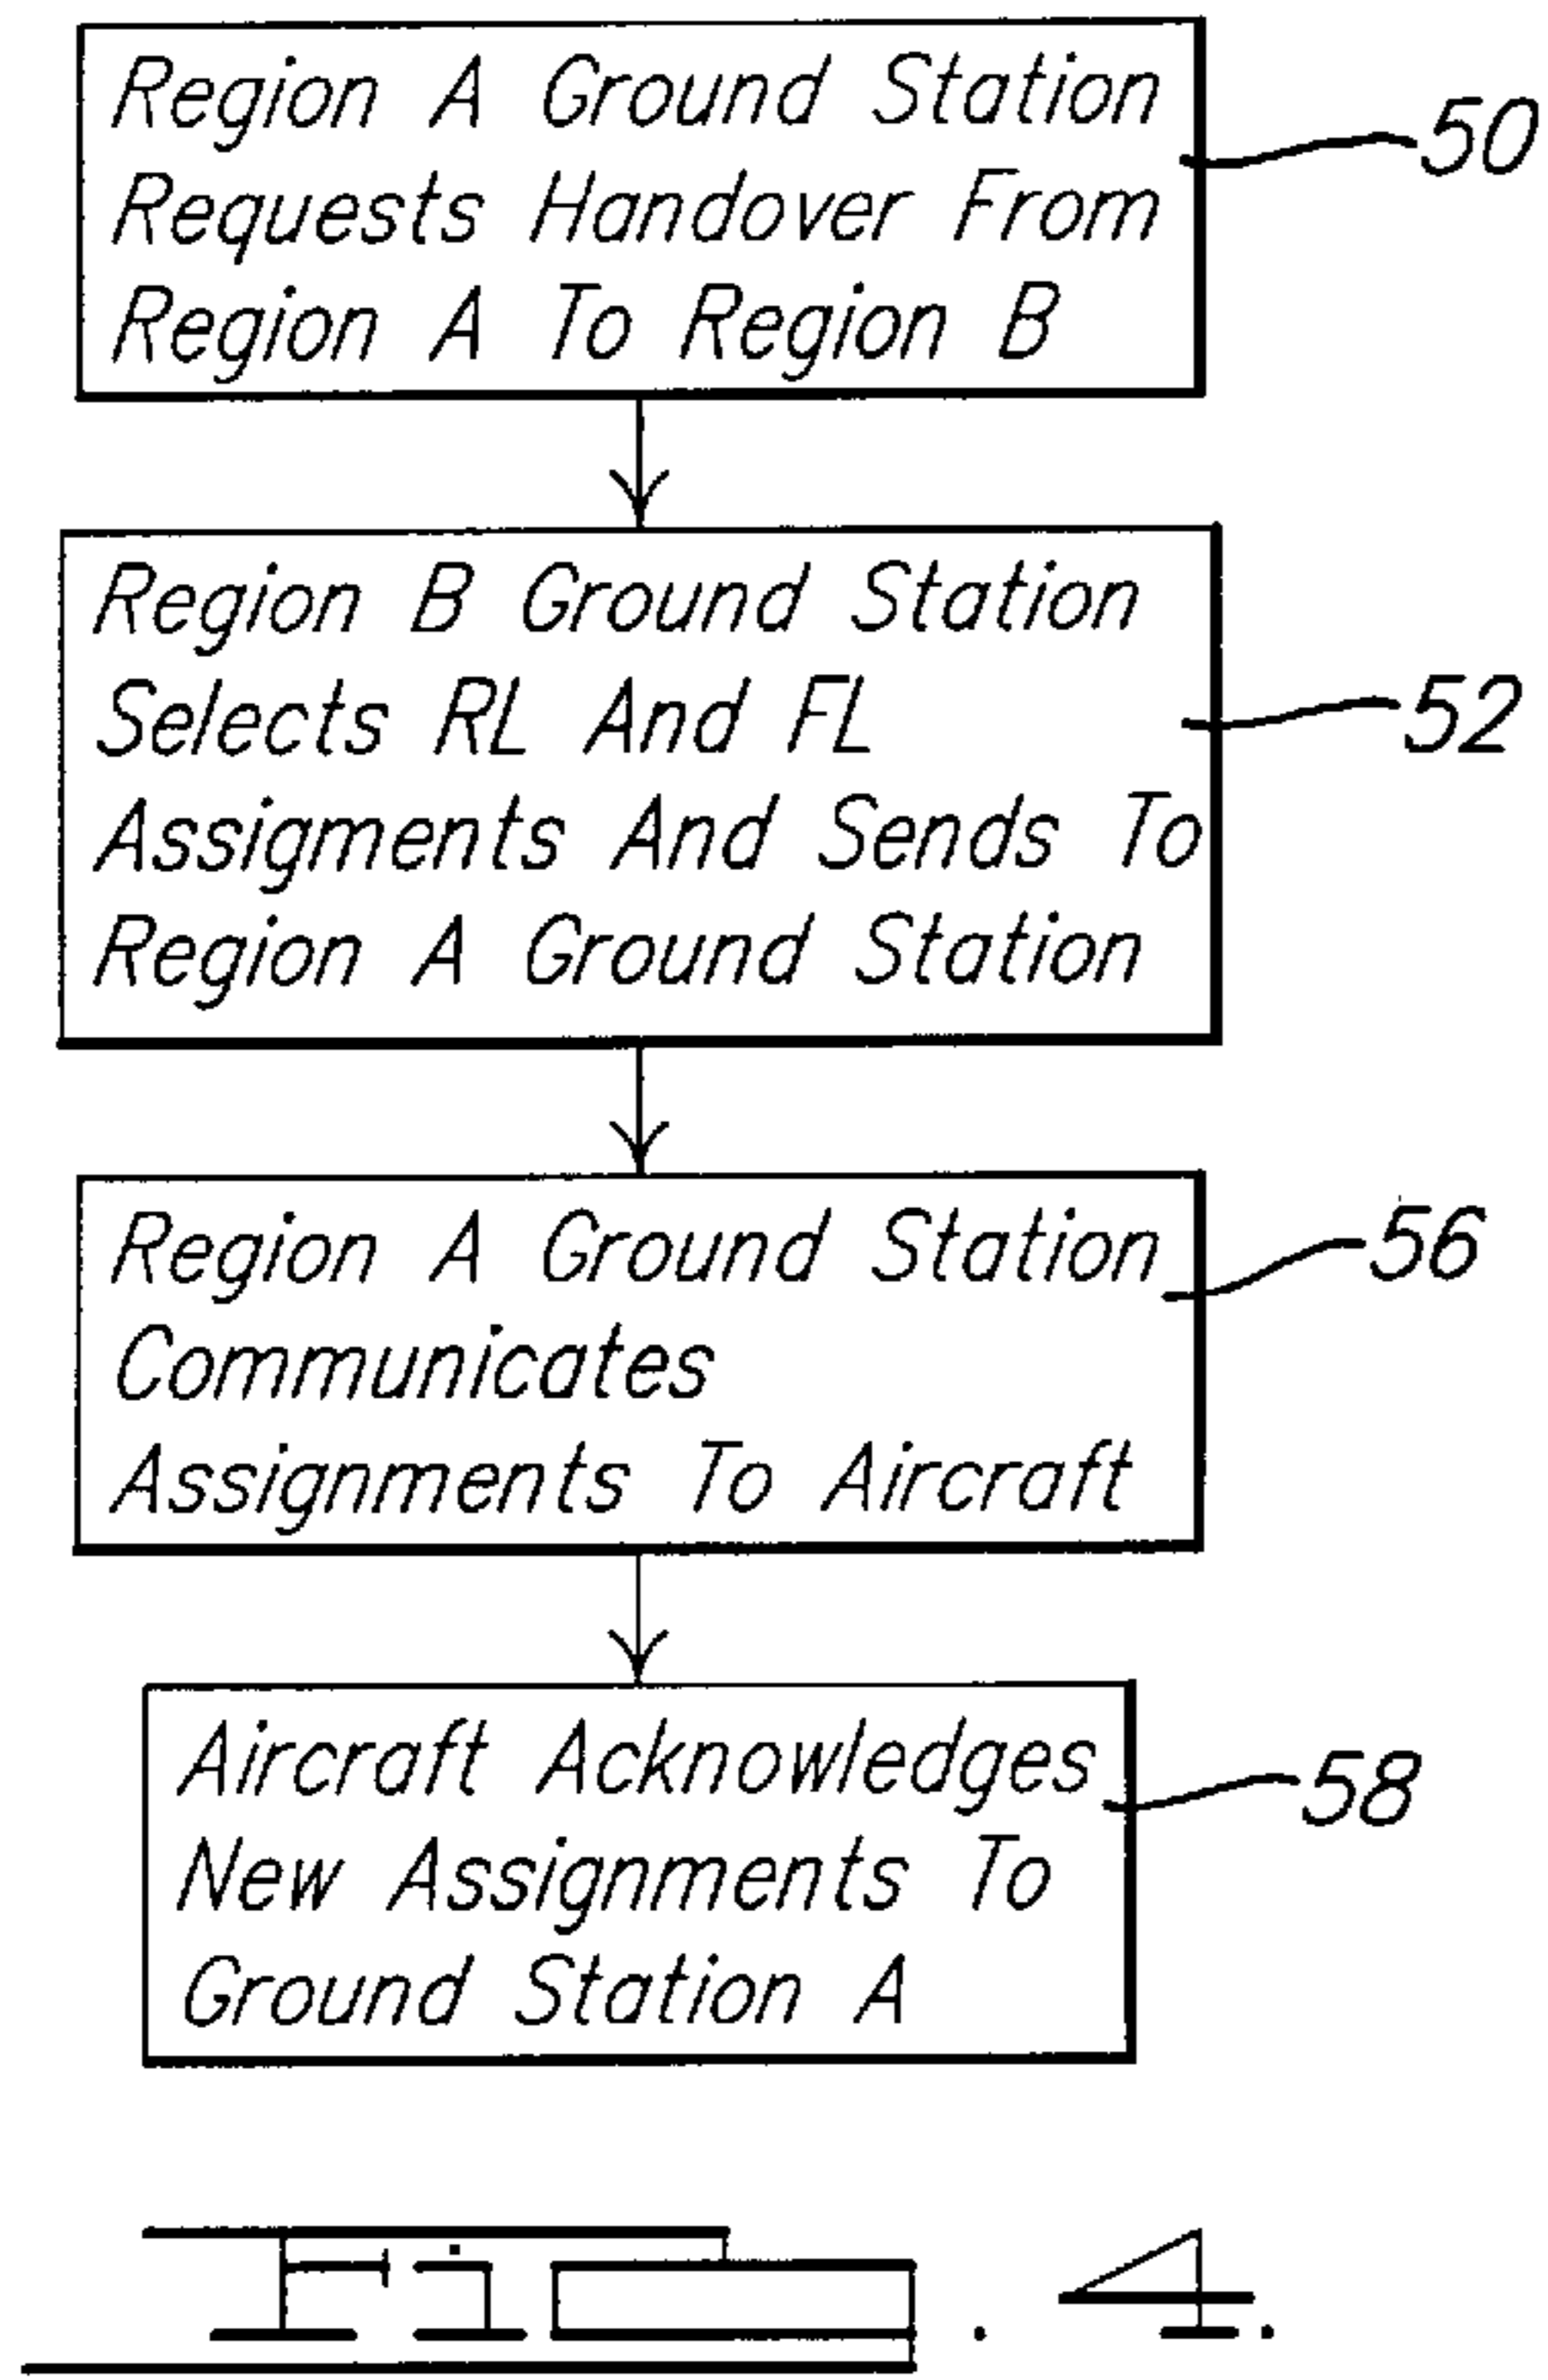 Region A Ground Station
Requests Handover From
Region A To Region B
50
Region B Ground Station
Selects RL And FL
Assigments And Sends To
Region A Ground Station
52
Region A Ground Station
Communicates
Assignments To Aircraft
56
Aircraft Acknowledges
New Assignments To
Ground Station A
58
Fig. 4.